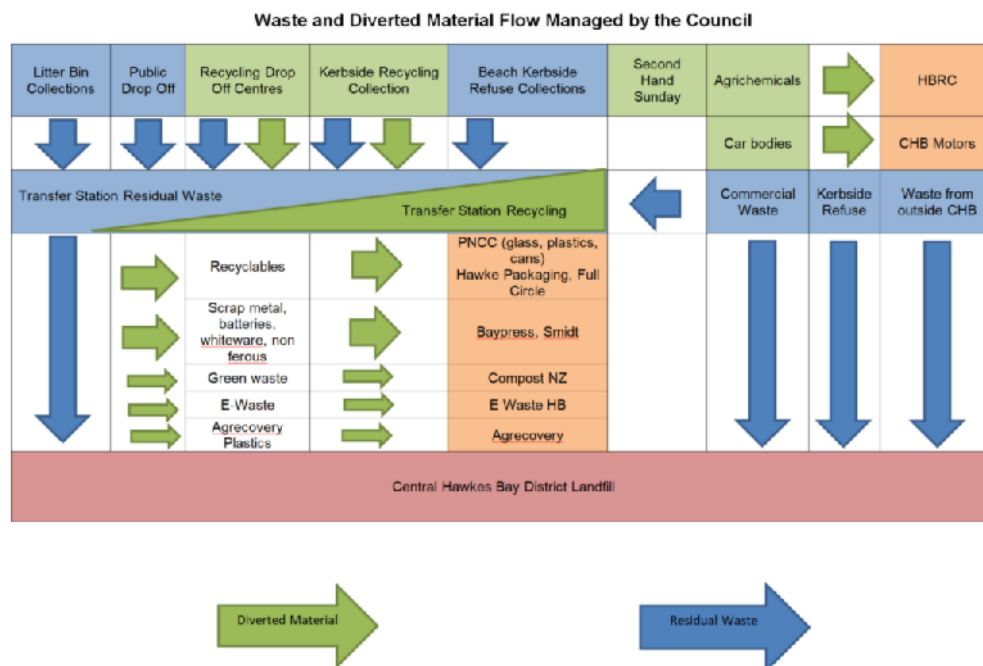 Waste and Diverted Material Flow Managed by the Council
Litter Bin
Collections
Public
Drop Off
Recycling Drop
Off Centres
Kerbside Recycling
Collection
Beach Kerbside
Refuse Collections
Second
Hand
Sunday
Agrichemicals
HBRC
Car bodies
CHB Motors
Transfer Station Residual Waste
Transfer Station Recycling
Commercial
Waste
Kerbside
Refuse
Waste from
outside CHB
Recyclables
PNCC (glass, plastics,
cans)
Hawke Packaging, Full
Circle
Scrap metal,
batteries,
whiteware, non
ferous
Baypress, Smidt
Green waste
Compost NZ
E-Waste
E Waste HB
Agrecovery
Plastics
Agrecovery
Central Hawkes Bay District Landfill
Diverted Material
Residual Waste